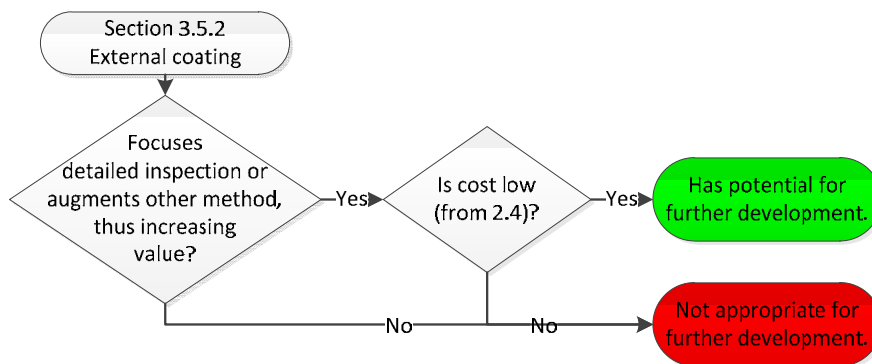 Section 3.5.2
External coating
Focuses
detailed inspection or
augments other method,
thus increasing
value?
Yes
Is cost low
(from 2.4)?
Yes
Has potential for
further development.
No
No
Not appropriate for
further development.